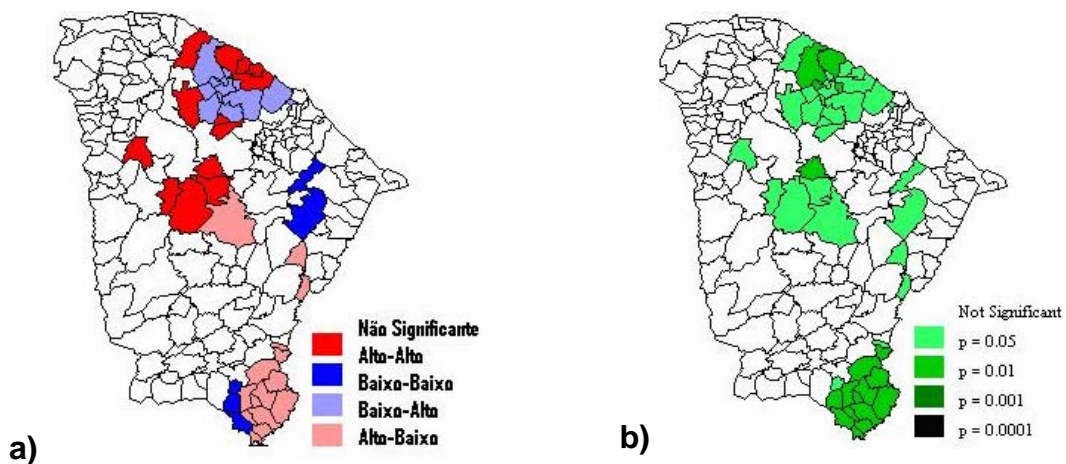 Não Significante
Alto-Alto
Baixo-Baixo
Baixo-Alto
Alto-Baixo
a)
Not Significant
p = 0.05
p = 0.01
p = 0.001
p = 0.0001
b)